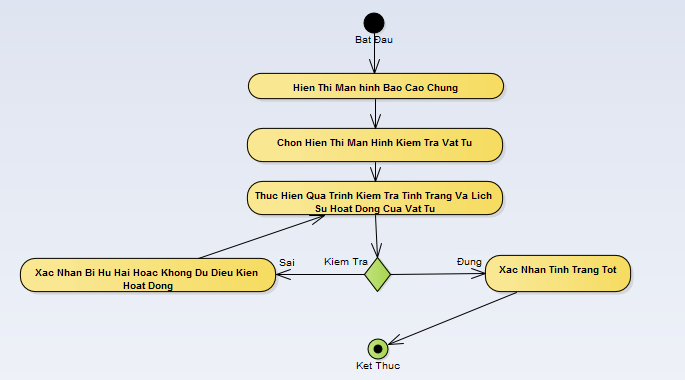 Bat Đau
Hien Thi Man hinh Bao Cao Chung
Chon Hien Thi Man Hinh Kiem Tra Vat Tu
Thuc Hien Qua Trinh Kiem Tra Tinh Trang Va Lich
Su Hoat Dong Cua Vat Tu
Sai
Kiem Tra
Đung
Xac Nhan Bi Hu Hai Hoac Khong Du Dieu Kien
Hoat Dong
Xac Nhan Tinh Trang Tot
Ket Thuc